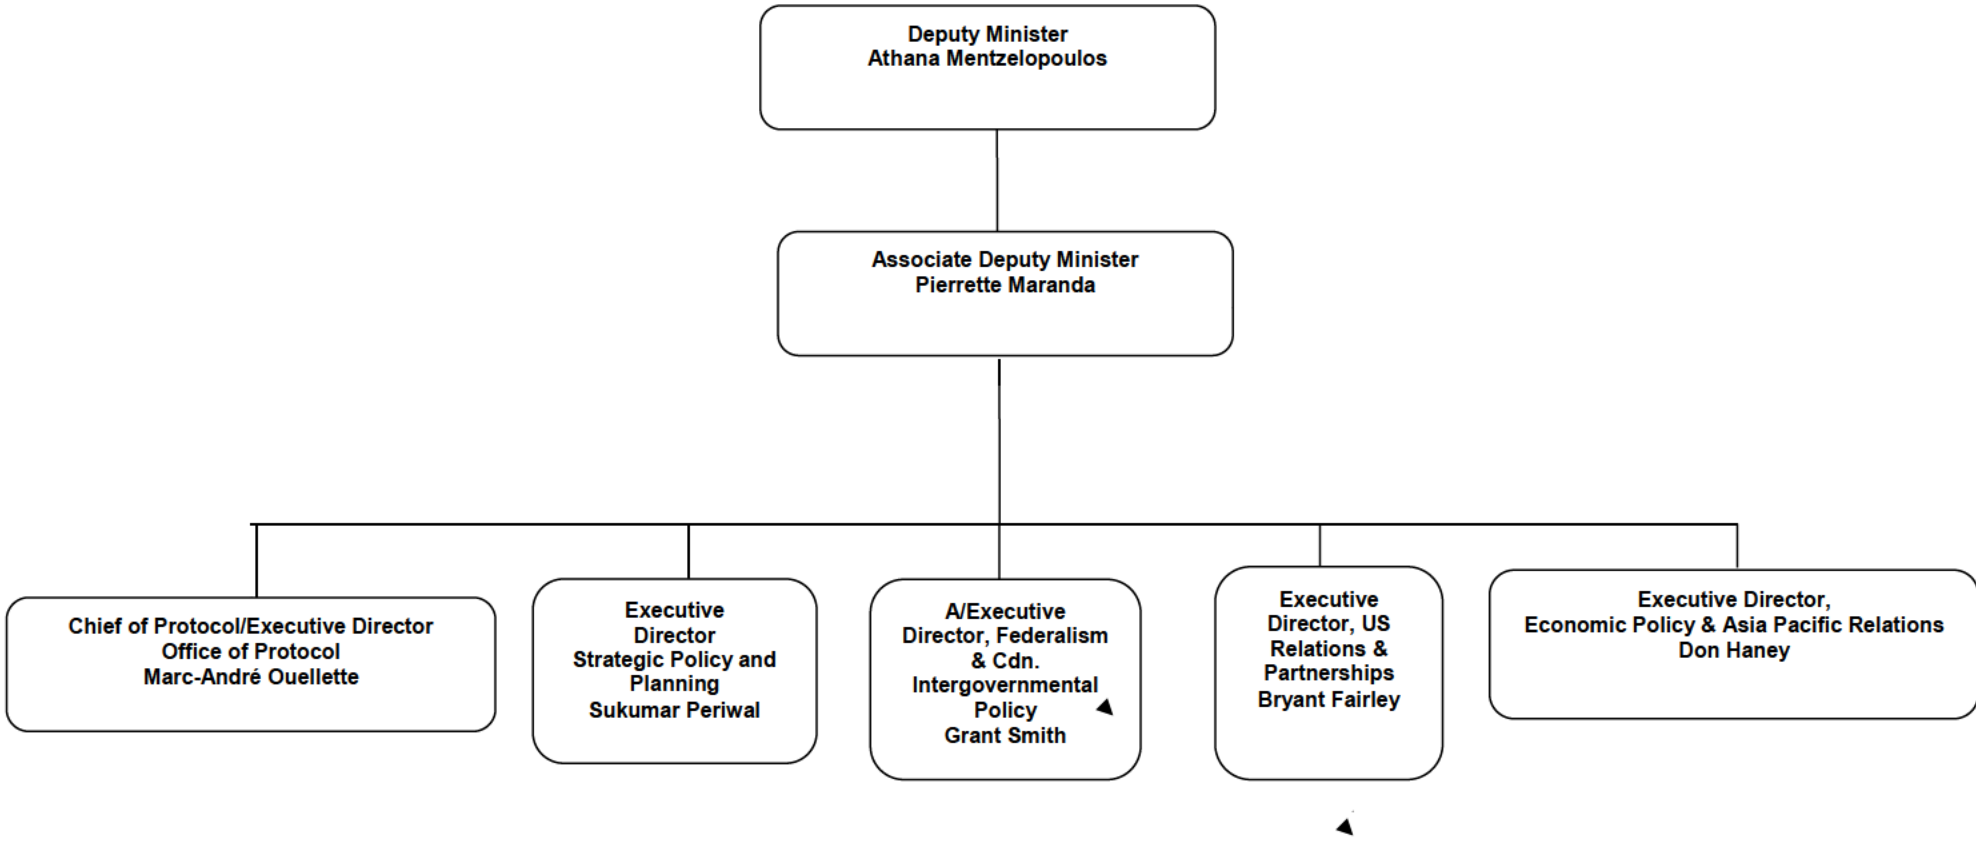 Deputy Minister
Athana Mentzelopoulos
Associate Deputy Minister
Pierrette Maranda
Chief of Protocol/Executive Director
Office of Protocol
Marc-André Ouellette
Executive
Director
Strategic Policy and
Planning
Sukumar Periwal
A/Executive
Director, Federalism
& Cdn.
Intergovernmental
Policy
Grant Smith
Executive
Director, US
Relations &
Partnerships
Bryant Fairley
Executive Director,
Economic Policy & Asia Pacific Relations
Don Haney